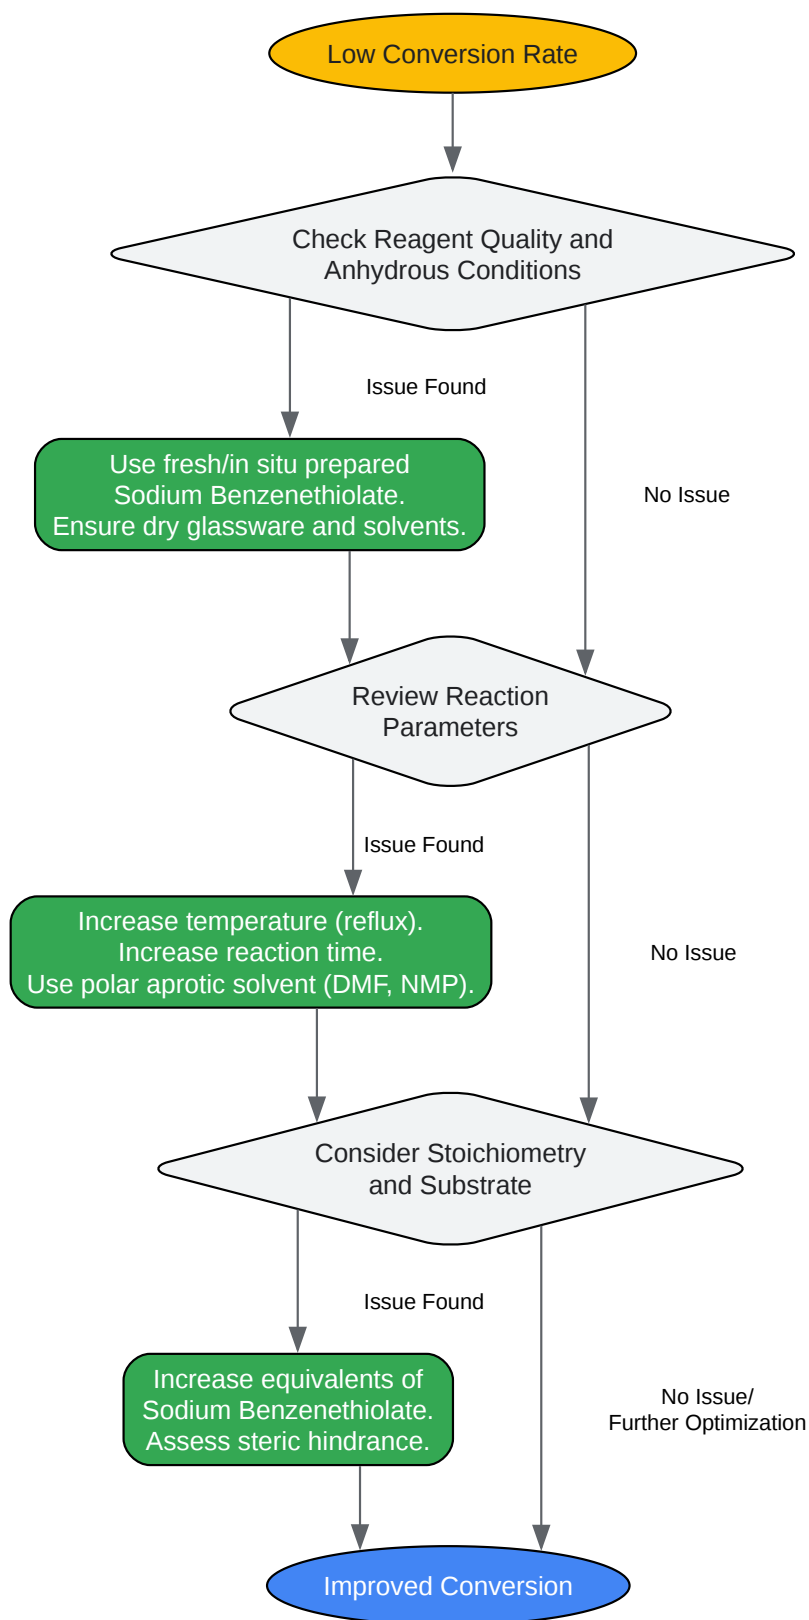 Low Conversion Rate
Check Reagent Quality and
Anhydrous Conditions
Issue Found
Use fresh/in situ prepared
Sodium Benzenethiolate.
Ensure dry glassware and solvents.
No Issue
Review Reaction
Parameters
Issue Found
Increase temperature (reflux).
Increase reaction time.
Use polar aprotic solvent (DMF, NMP).
No Issue
Consider Stoichiometry
and Substrate
Issue Found
Increase equivalents of
Sodium Benzenethiolate.
Assess steric hindrance.
No Issue/
Further Optimization
Improved Conversion